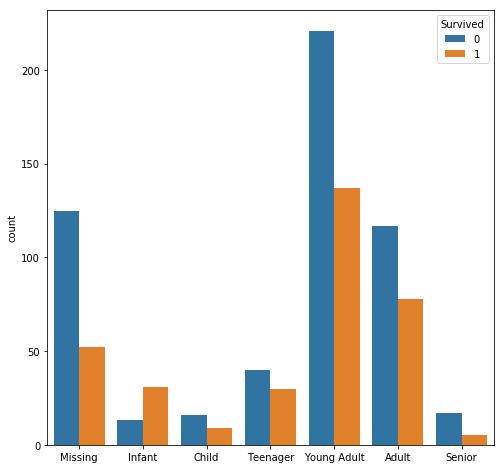 Survived
0
1
200
150
100
50
0
count
Missing Infant Child Teenager Young Adult Adult Senior